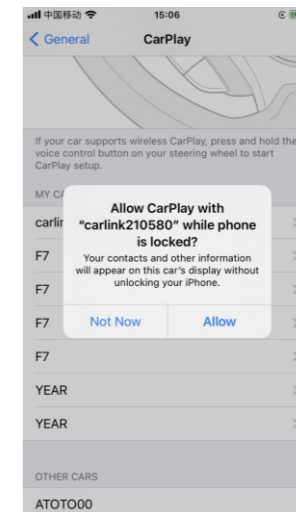 中国移动 15:06
General CarPlay
If your car supports wireless CarPlay, press and hold the
voice control button on your steering wheel to start
CarPlay setup.
MY CA
carlin
Allow CarPlay with
“carlink210580” while phone
is locked?
Your contacts and other information
will appear on this car's display without
unlocking your iPhone.
Not Now Allow
F7
F7
F7
F7
YEAR
YEAR
OTHER CARS
ATOTO00